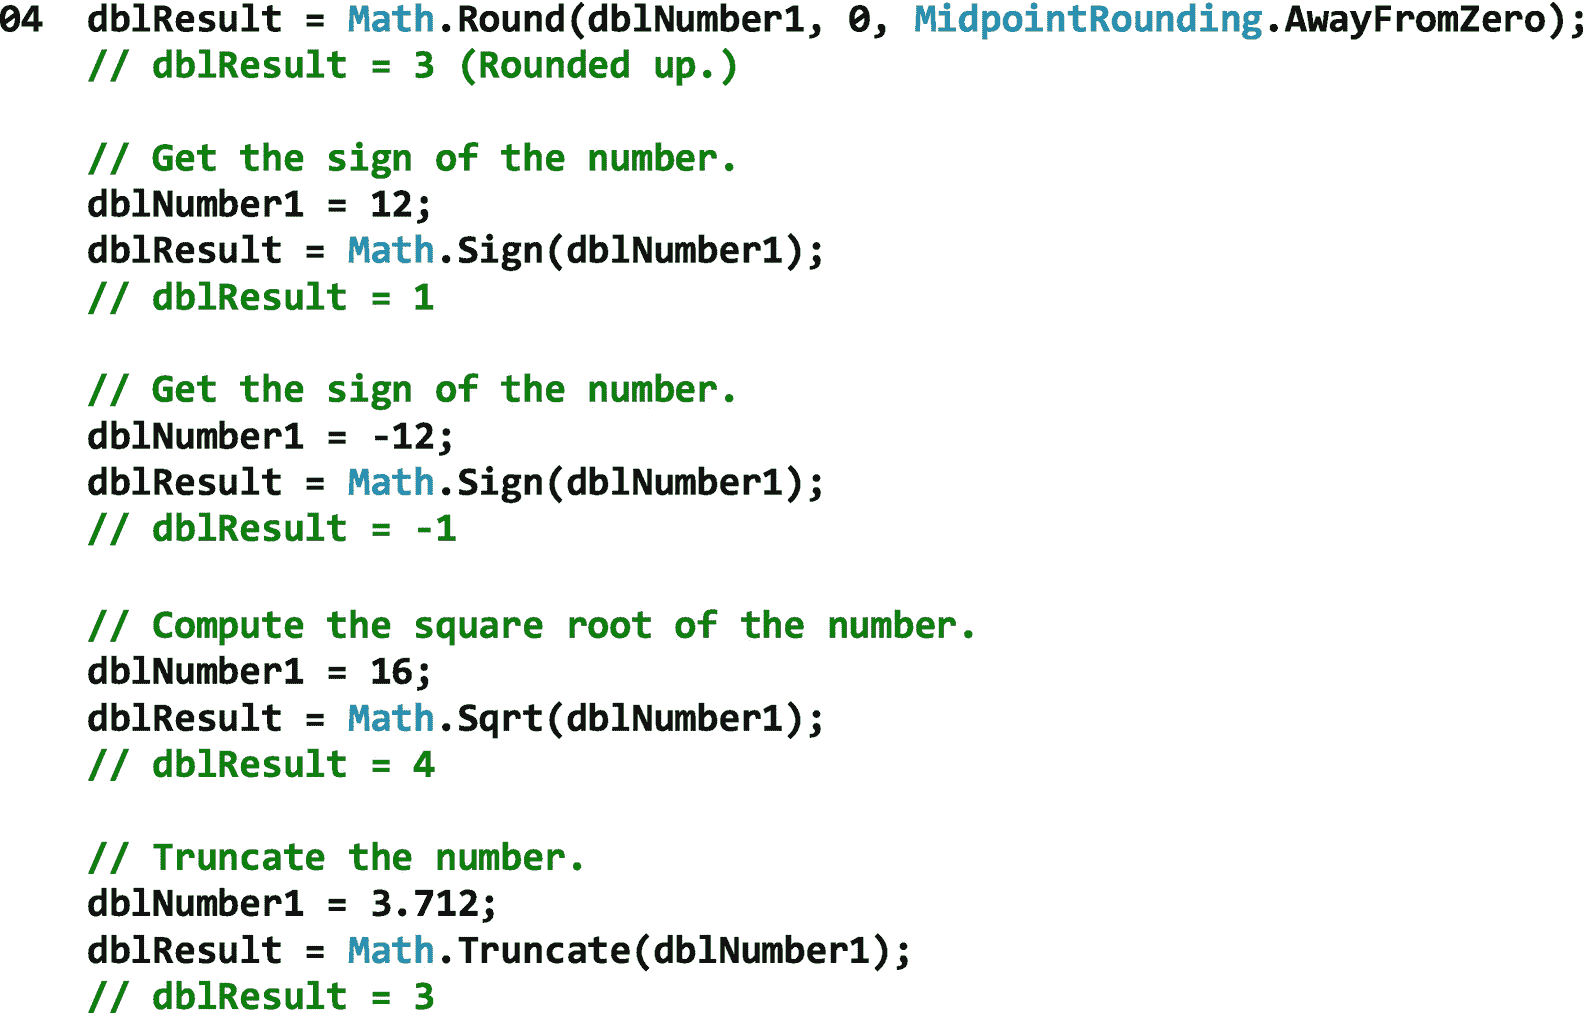 04 dblResult = Math.Round(dblNumber1, 0, MidpointRounding.AwayFromZero);
// dblResult = 3 (Rounded up.)
// Get the sign of the number.
dblNumber1 = 12;
dblResult = Math.Sign(dblNumber1);
// dblResult = 1
// Get the sign of the number.
dblNumber1 = -12;
dblResult = Math.Sign(dblNumber1);
// dblResult = -1
// Compute the square root of the number.
dblNumber1 = 16;
dblResult = Math.Sqrt(dblNumber1);
// dblResult = 4
// Truncate the number.
dblNumber1 = 3.712;
dblResult = Math.Truncate(dblNumber1);
// dblResult = 3